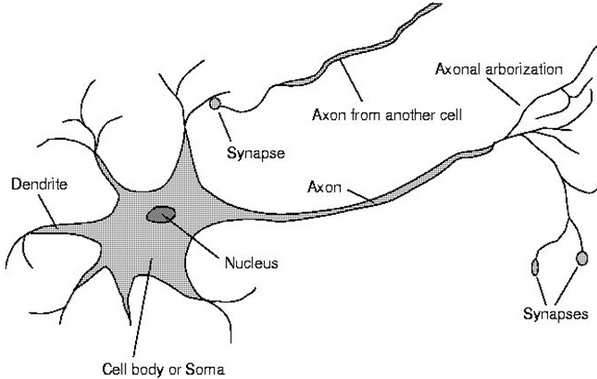 Axonal arborization
Axon from another cell
Synapse
Dendrite
Axon
Nucleus
Synapses
Cell body or Soma